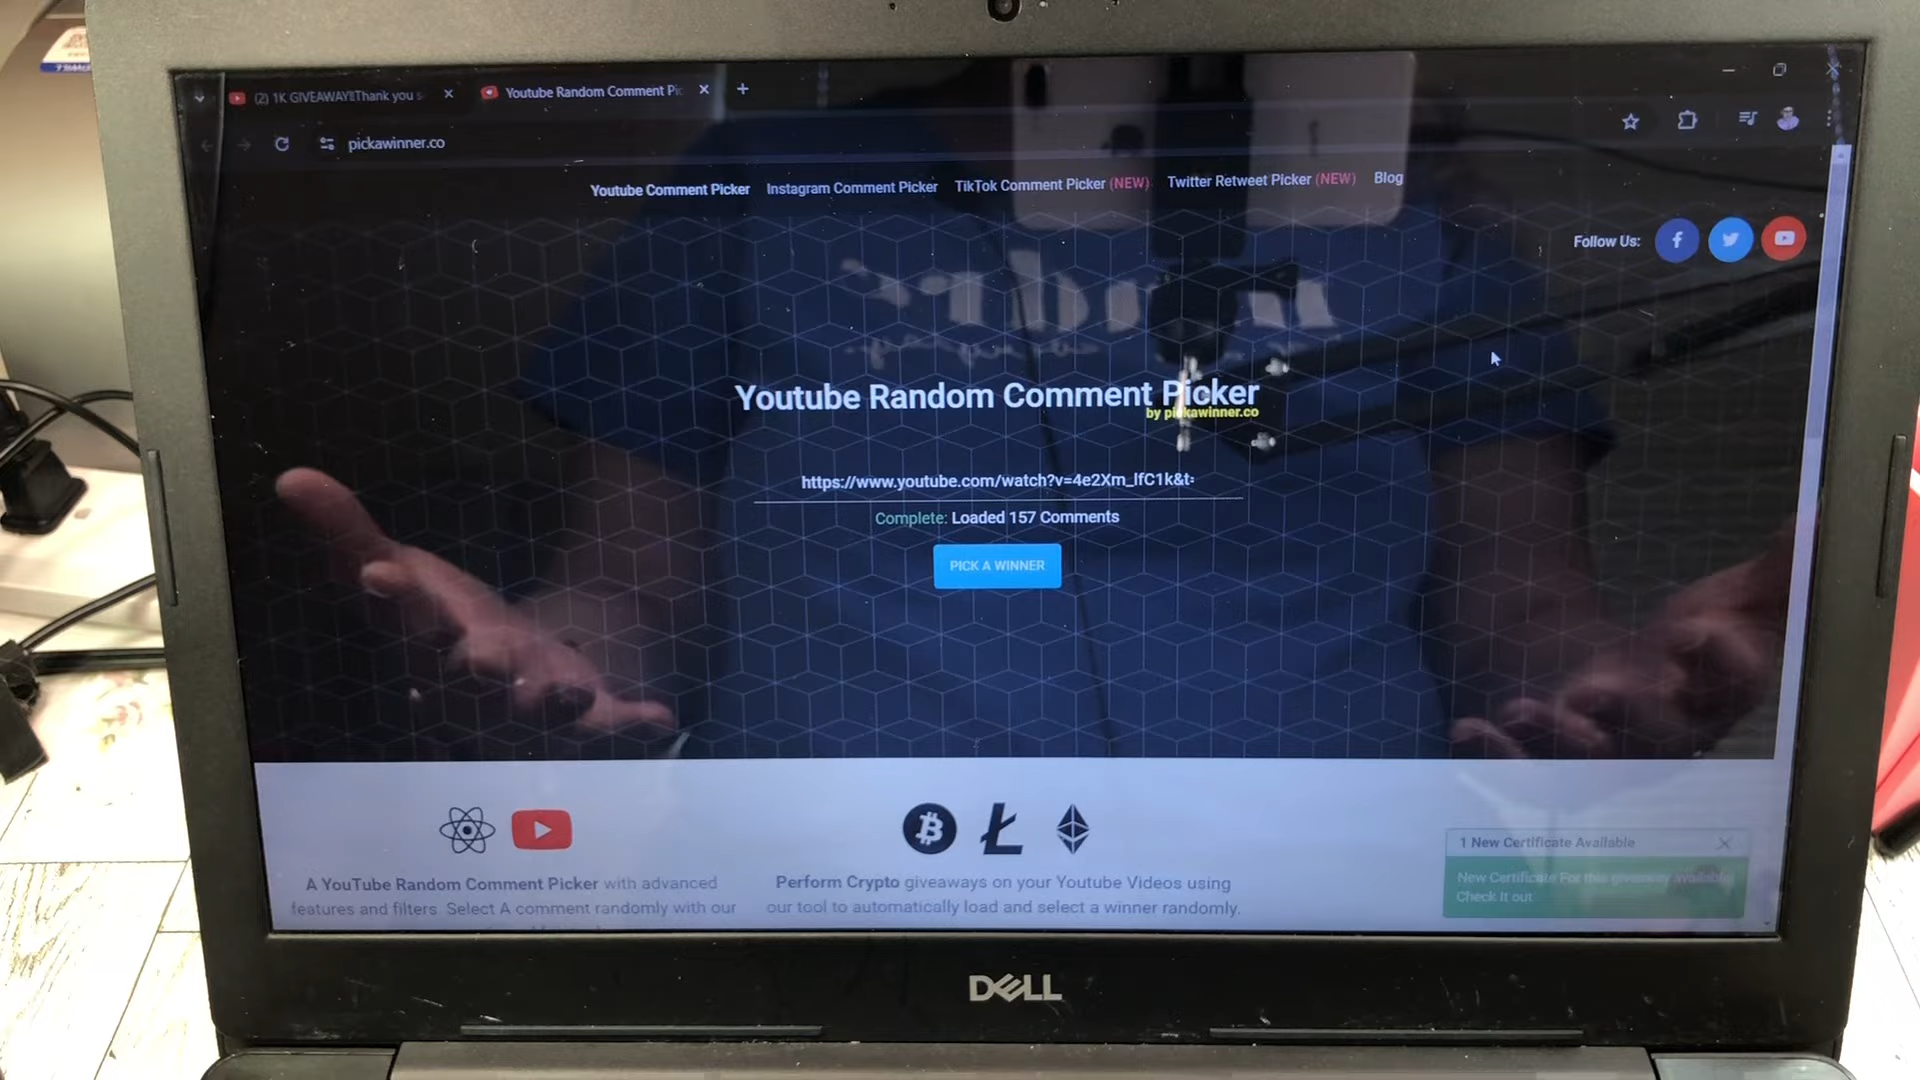 (2) 1K GIVEAWAY!!Thank you s
Youtube Random Comment Pic
pickawinner.co
Youtube Comment Picker
Instagram Comment Picker
TikTok Comment Picker (NEW)
Twitter Retweet Picker (NEW)
Blog
Follow Us:
Youtube Random Comment Picker
by pickawinner.co
https://www.youtube.com/watch?v=4e2Xm_lfC1k&t=
Complete: Loaded 157 Comments
PICK A WINNER
A YouTube Random Comment Picker with advanced
features and filters. Select A comment randomly with our
Perform Crypto giveaways on your Youtube Videos using
our tool to automatically load and select a winner randomly.
1 New Certificate Available
New Certificate For this giveaway available!
Check It out
DELL